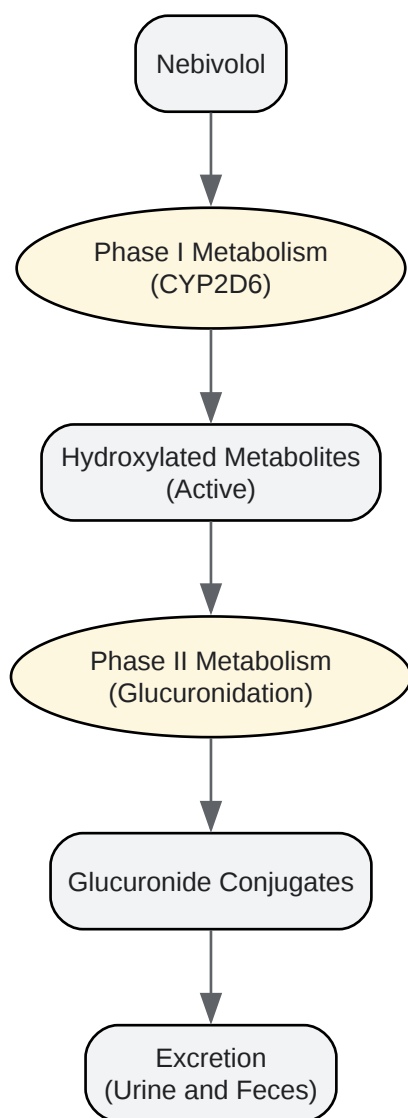 Nebivolol
Phase I Metabolism
(CYP2D6)
Hydroxylated Metabolites
(Active)
Phase II Metabolism
(Glucuronidation)
Glucuronide Conjugates
Excretion
(Urine and Feces)